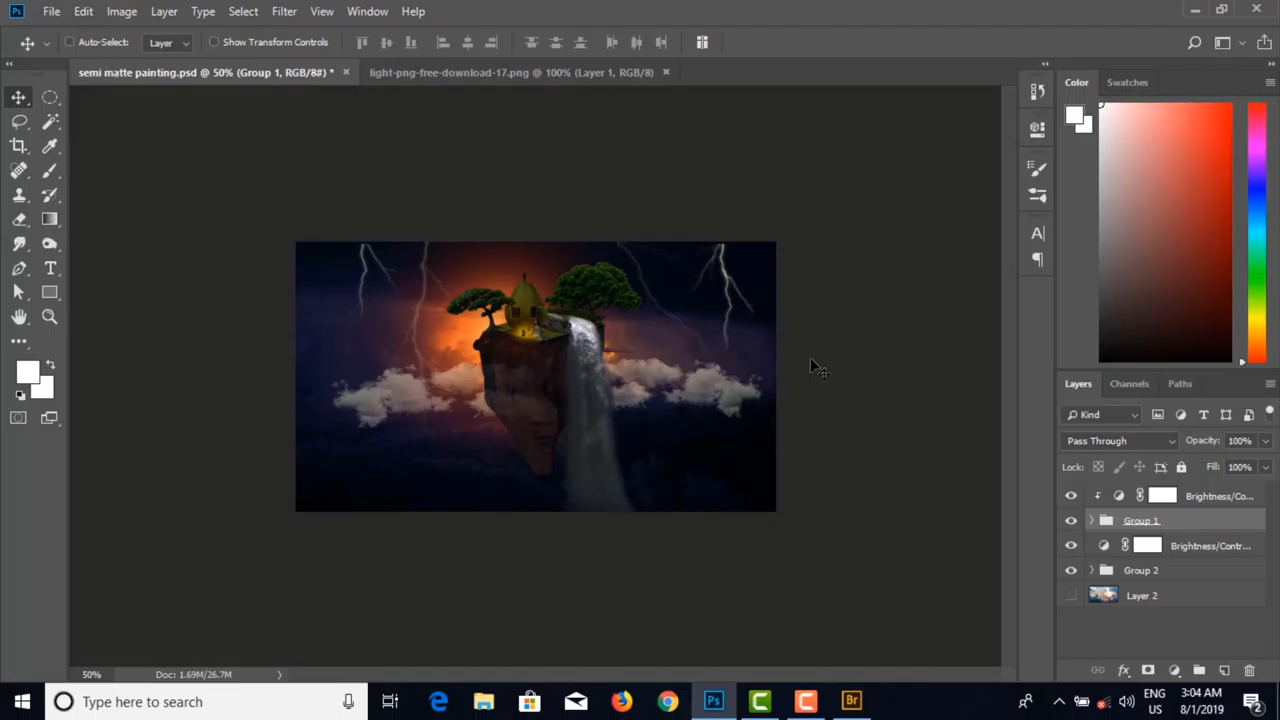 Ps File Edit Image Layer Type Select Filter View Window Help
Auto-Select: Layer Show Transform Controls
semi matte painting.psd @ 50% (Group 1, RGB/8#) * × light-png-free-download-17.png @ 100% (Layer 1, RGB/8) ×
Color Swatches
Layers Channels Paths
Kind
Pass Through Opacity: 100%
Lock: Fill: 100%
Brightness/Co...
Group 1
Brightness/Contr...
Group 2
Layer 2
50% Doc: 1.69M/26.7M
Type here to search
Ps
Br
ENG
US
3:04 AM
8/1/2019
2